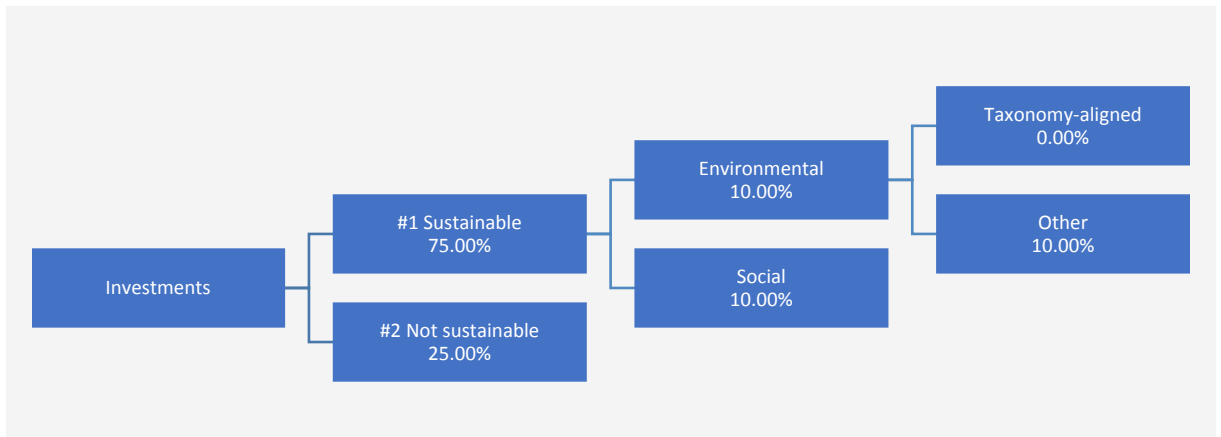 Investments
#1 Sustainable
75.00%
#2 Not sustainable
25.00%
Environmental
10.00%
Social
10.00%
Taxonomy-aligned
0.00%
Other
10.00%